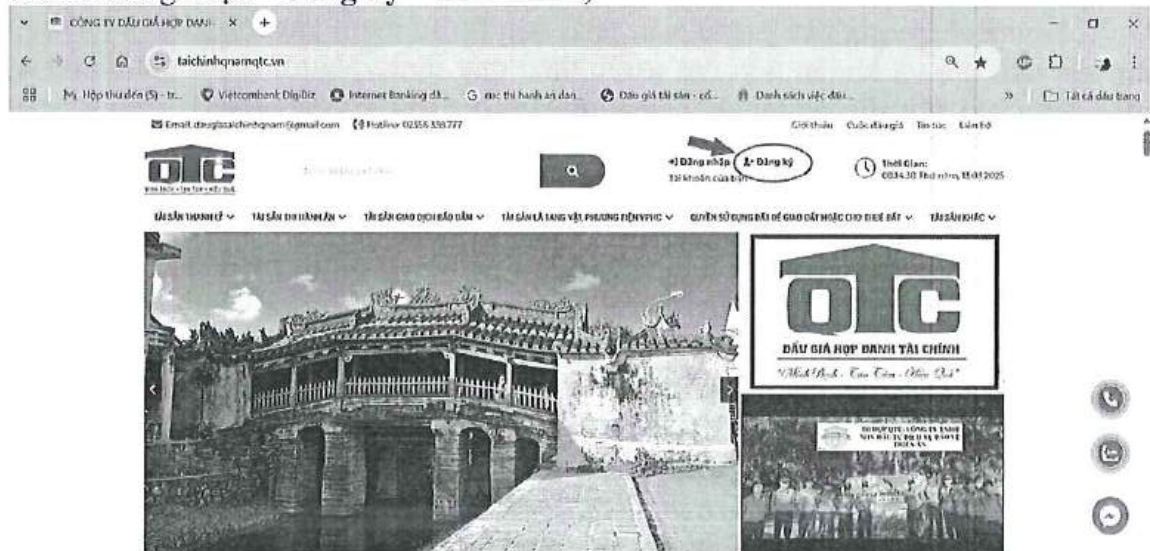 CÔNG TY ĐẤU GIÁ HỢP DANH
taichinhqnamqtc.vn
Hộp thư đến (5) - tr...
Vietcombank DigiBiz
Internet Banking dà...
Đấu giá tài sản - cổ...
Danh sách việc đấu...
Tất cả dấu trang
Email: daugiataichinhqnam@gmail.com
Hotline: 02356 338.777
Giới thiệu
Cuộc đấu giá
Tin tức
Liên hệ
Đăng nhập
Đăng ký
Tài khoản của bạn
Thời Gian:
TÀI SẢN THANH LÝ
TÀI SẢN THI HÀNH ÁN
TÀI SẢN GIAO DỊCH BẢO ĐẢM
TÀI SẢN LÀ TANG VẬT, PHƯƠNG TIỆN VPHC
QUYỀN SỬ DỤNG ĐẤT ĐỂ GIAO ĐẤT HOẶC CHO THUÊ ĐẤT
TÀI SẢN KHÁC
QTC
ĐẤU GIÁ HỢP DANH TÀI CHÍNH
"Minh Bạch - Tận Tâm - Hiệu Quả"